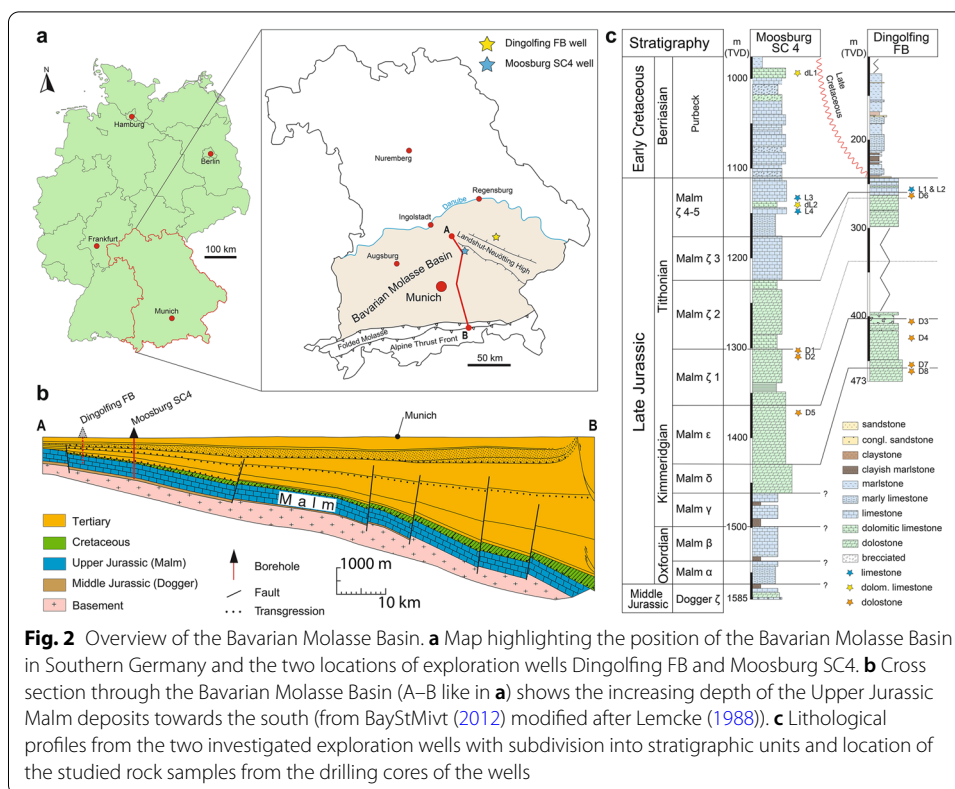 a
N
Hamburg
Berlin
Frankfurt
Munich
100 km
Dingolfing FB well
Moosburg SC4 well
Nuremberg
Regensburg
Danube
Ingolstadt
A
Landshut-Neuötting High
Augsburg
Bavarian Molasse Basin
Munich
B
Folded Molasse
Alpine Thrust Front
50 km
b
A
Dingolfing FB
Moosburg SC4
Munich
B
Malm
Tertiary
Cretaceous
Upper Jurassic (Malm)
Middle Jurassic (Dogger)
Basement
Borehole
Fault
Transgression
1000 m
10 km
c
Stratigraphy
m
(TVD)
Moosburg
SC 4
m
(TVD)
Dingolfing
FB
Early Cretaceous
Berriasian
Purbeck
Late Jurassic
Tithonian
Kimmeridgian
Oxfordian
Malm
ζ 4-5
Malm ζ 3
Malm ζ 2
Malm ζ 1
Malm ε
Malm δ
Malm γ
Malm β
Malm α
Middle
Jurassic
Dogger ζ
1000
1100
1200
1300
1400
1500
1585
dL1
L3
dL2
L4
D1
D2
D5
Late
Cretaceous
200
300
400
473
L1 & L2
D6
D3
D4
D7
D8
?
?
?
?
sandstone
congl. sandstone
claystone
clayish marlstone
marlstone
marly limestone
limestone
dolomitic limestone
dolostone
brecciated
limestone
dolom. limestone
dolostone
Fig. 2 Overview of the Bavarian Molasse Basin. a Map highlighting the position of the Bavarian Molasse Basin
in Southern Germany and the two locations of exploration wells Dingolfing FB and Moosburg SC4. b Cross
section through the Bavarian Molasse Basin (A–B like in a) shows the increasing depth of the Upper Jurassic
Malm deposits towards the south (from BayStMivt (2012) modified after Lemcke (1988)). c Lithological
profiles from the two investigated exploration wells with subdivision into stratigraphic units and location of
the studied rock samples from the drilling cores of the wells